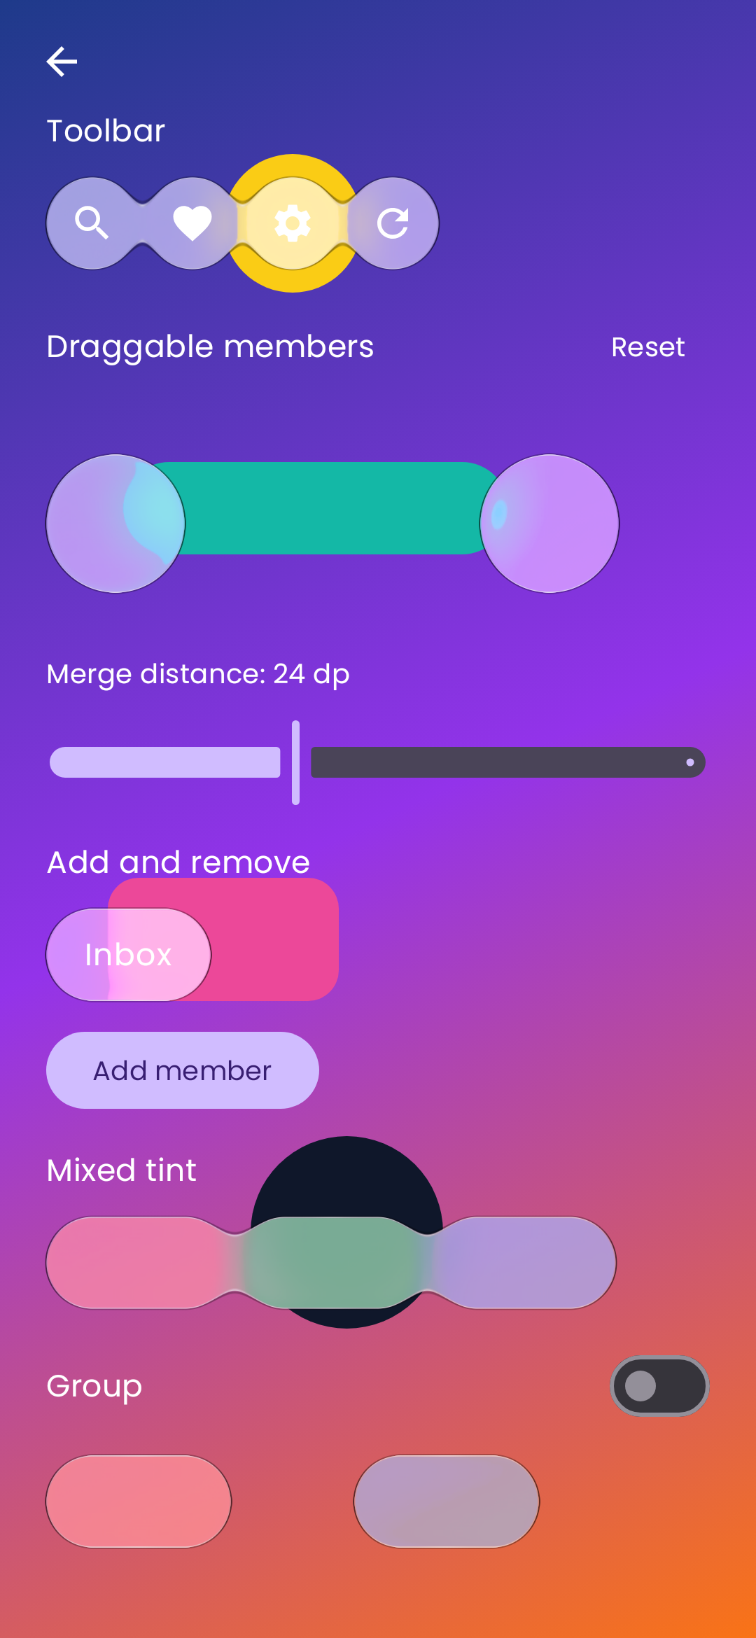 Toolbar
Draggable members
Reset
Merge distance: 24 dp
Add and remove
Inbox
Add member
Mixed tint
Group